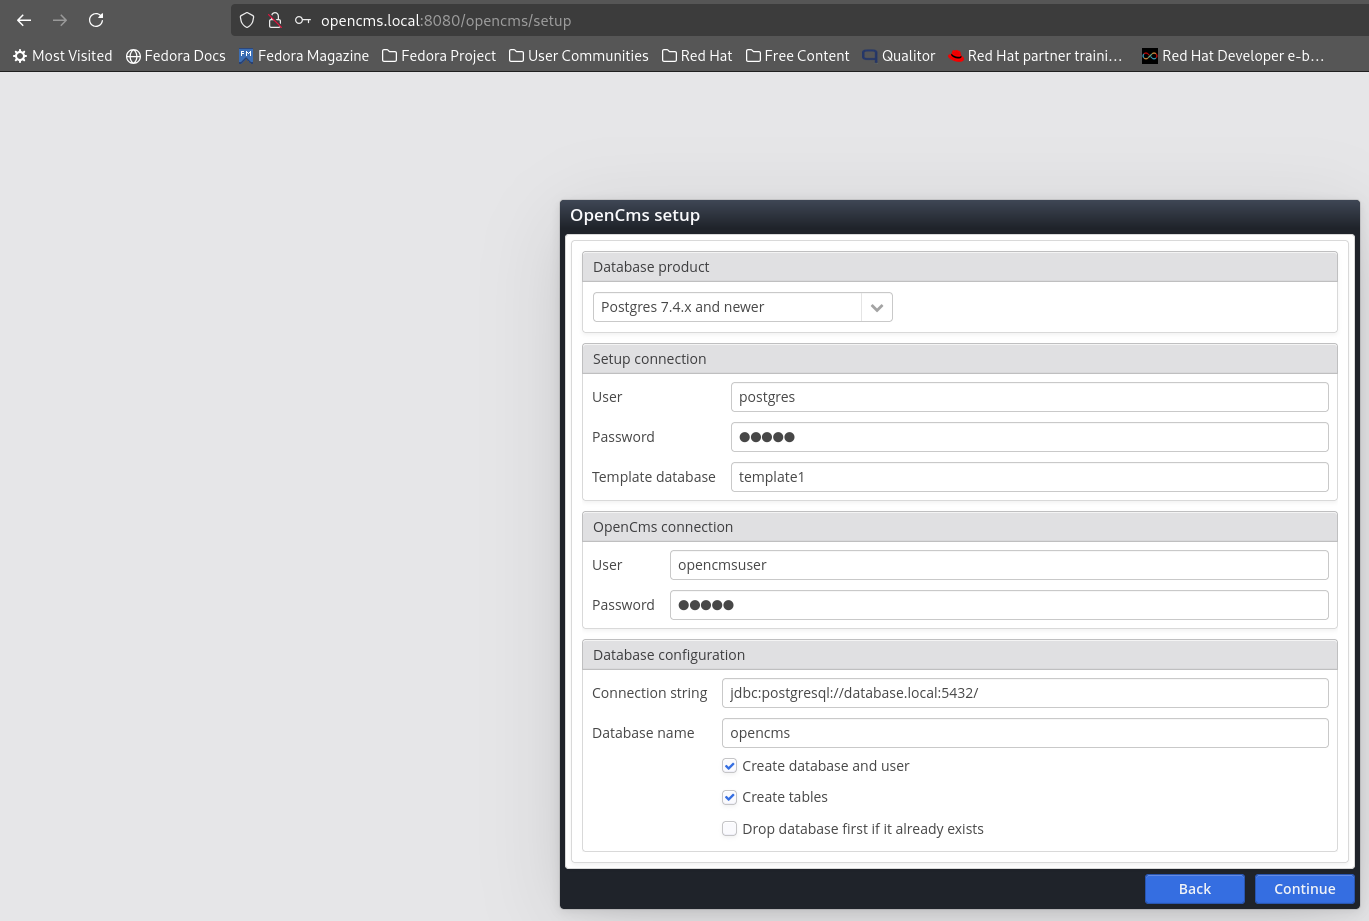 opencms.local:8080/opencms/setup
Most Visited Fedora Docs Fedora Magazine Fedora Project User Communities Red Hat Free Content Qualitor Red Hat partner traini… Red Hat Developer e-b…
OpenCms setup
Database product
Postgres 7.4.x and newer
Setup connection
User postgres
Password ●●●●●
Template database template1
OpenCms connection
User opencmsuser
Password ●●●●●
Database configuration
Connection string jdbc:postgresql://database.local:5432/
Database name opencms
Create database and user
Create tables
Drop database first if it already exists
Back Continue